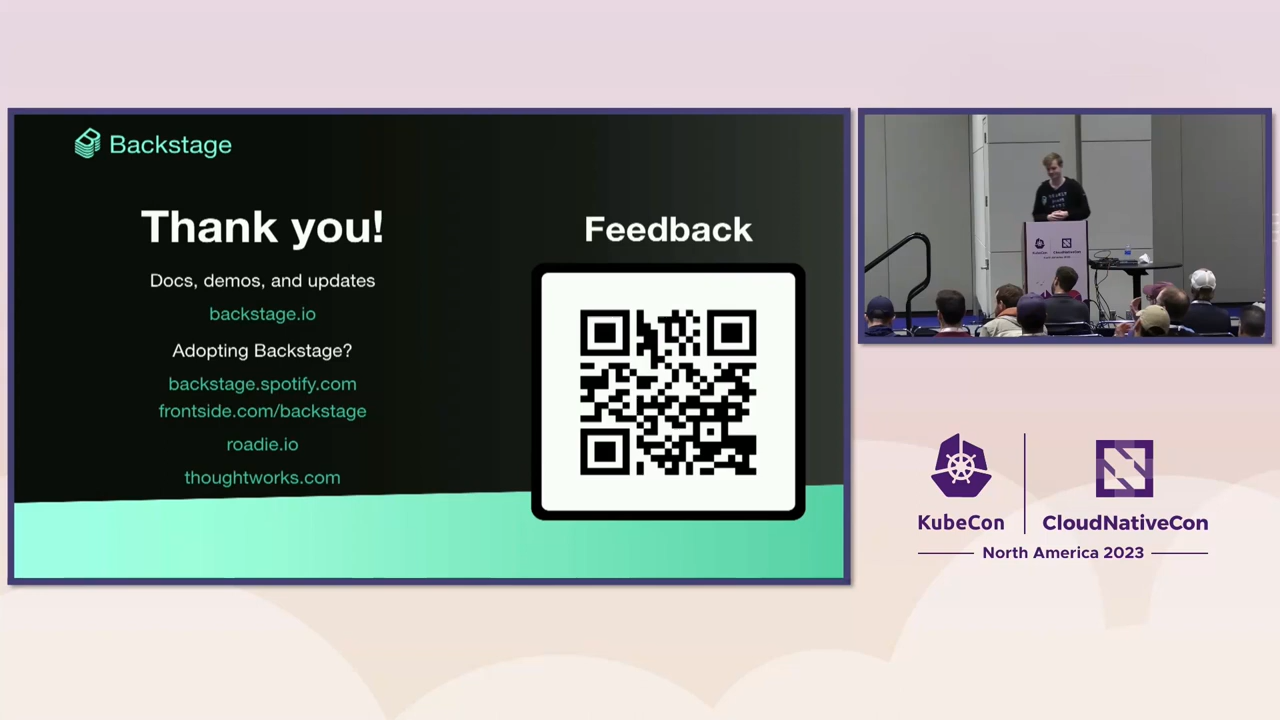 Backstage
Thank you!
Docs, demos, and updates
backstage.io
Adopting Backstage?
backstage.spotify.com
frontside.com/backstage
roadie.io
thoughtworks.com
Feedback
KubeCon
CloudNativeCon
North America 2023